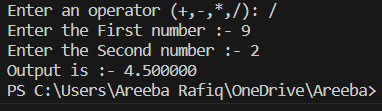 Enter an operator (+,-,*,/): /
Enter the First number :- 9
Enter the Second number :- 2
Output is :- 4.500000
PS C:\Users\Areeba Rafiq\OneDrive\Areeba>